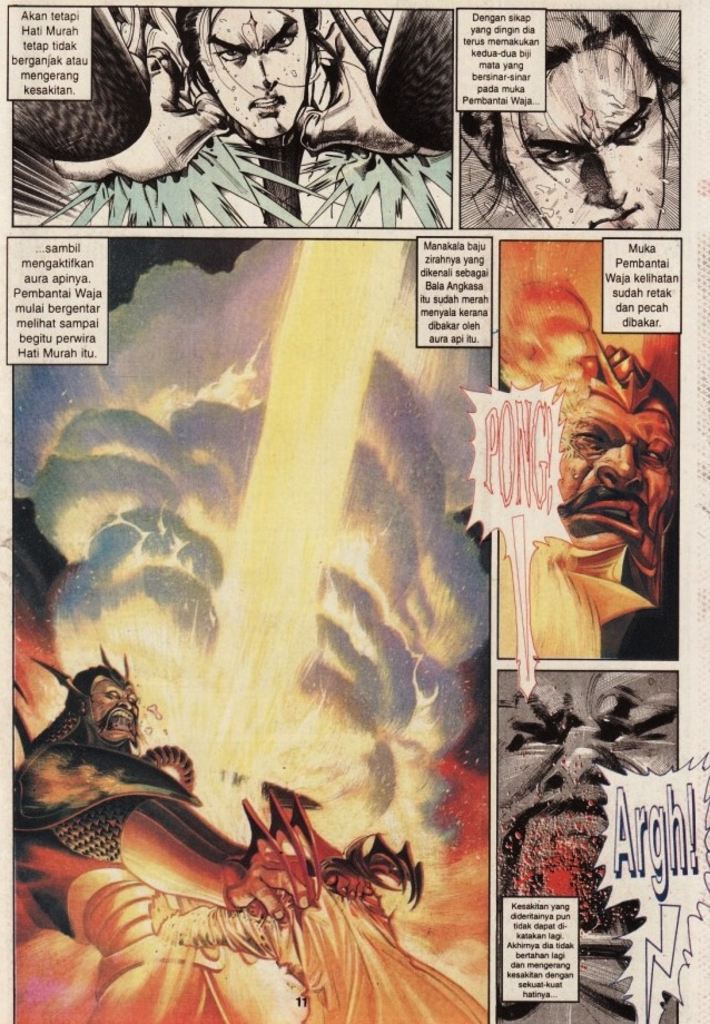 Akan tetapi
Hati Murah
tetap tidak
berganjak atau
mengerang
kesakitan.
Dengan sikap
yang dingin dia
terus memakukan
kedua-dua biji
mata yang
bersinar-sinar
pada muka
Pembantai Waja...
...sambil
mengaktifkan
aura apinya.
Pembantai Waja
mulai bergentar
melihat sampai
begitu perwira
Hati Murah itu.
Manakala baju
zirahnya yang
dikenali sebagai
Bala Angkasa
itu sudah merah
menyala kerana
dibakar oleh
aura api itu.
Muka
Pembantai
Waja kelihatan
sudah retak
dan pecah
dibakar.
PONG!
Argh!
Kesakitan yang
dideritainya pun
tidak dapat di-
katakan lagi.
Akhirnya dia tidak
bertahan lagi
dan mengerang
kesakitan dengan
sekuat-kuat
hatinya...
11